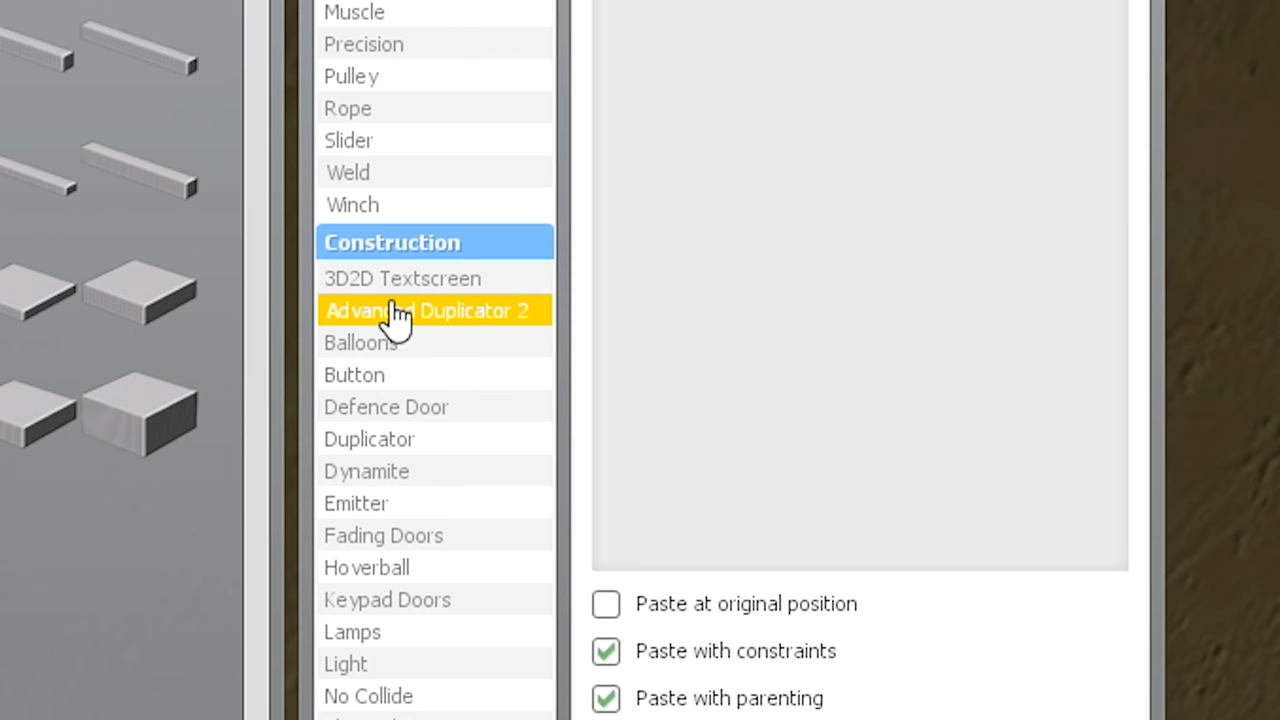 Muscle
Precision
Pulley
Rope
Slider
Weld
Winch
Construction
3D2D Textscreen
Advanced Duplicator 2
Balloons
Button
Defence Door
Duplicator
Dynamite
Emitter
Fading Doors
Hoverball
Keypad Doors
Lamps
Light
No Collide
Paste at original position
Paste with constraints
Paste with parenting